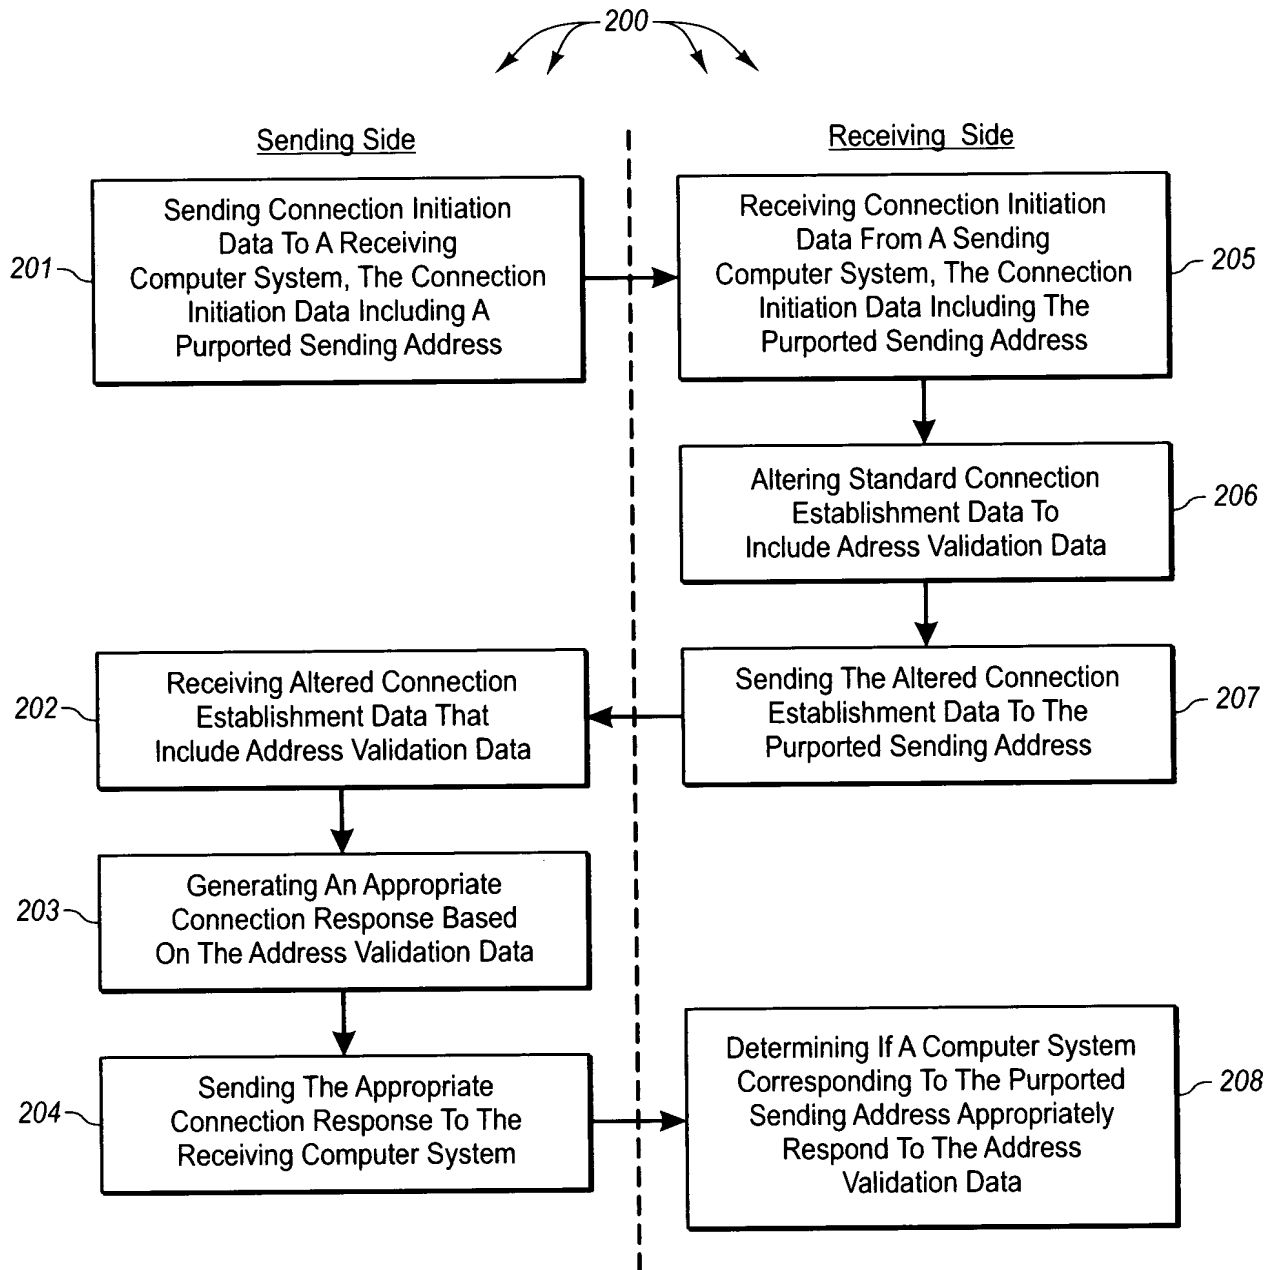 200
Sending Side
Receiving Side
201
Sending Connection Initiation
Data To A Receiving
Computer System, The Connection
Initiation Data Including A
Purported Sending Address
Receiving Connection Initiation
Data From A Sending
Computer System, The Connection
Initiation Data Including The
Purported Sending Address
205
Altering Standard Connection
Establishment Data To
Include Adress Validation Data
206
Sending The Altered Connection
Establishment Data To The
Purported Sending Address
207
202
Receiving Altered Connection
Establishment Data That
Include Address Validation Data
203
Generating An Appropriate
Connection Response Based
On The Address Validation Data
204
Sending The Appropriate
Connection Response To The
Receiving Computer System
Determining If A Computer System
Corresponding To The Purported
Sending Address Appropriately
Respond To The Address
Validation Data
208